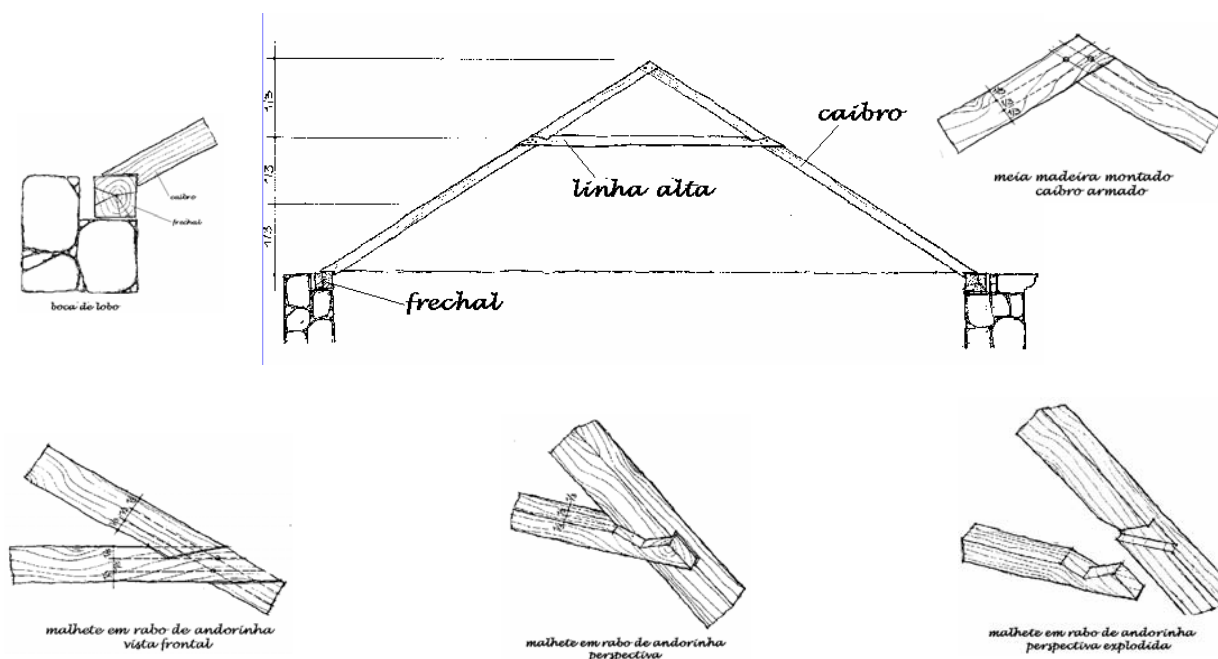 1/3
1/3
1/3
caibro
linha alta
frechal
caibro
frechal
boca de lobo
meia madeira montado
caibro armado
malhete em rabo de andorinha
vista frontal
malhete em rabo de andorinha
perspectiva
malhete em rabo de andorinha
perspectiva explodida